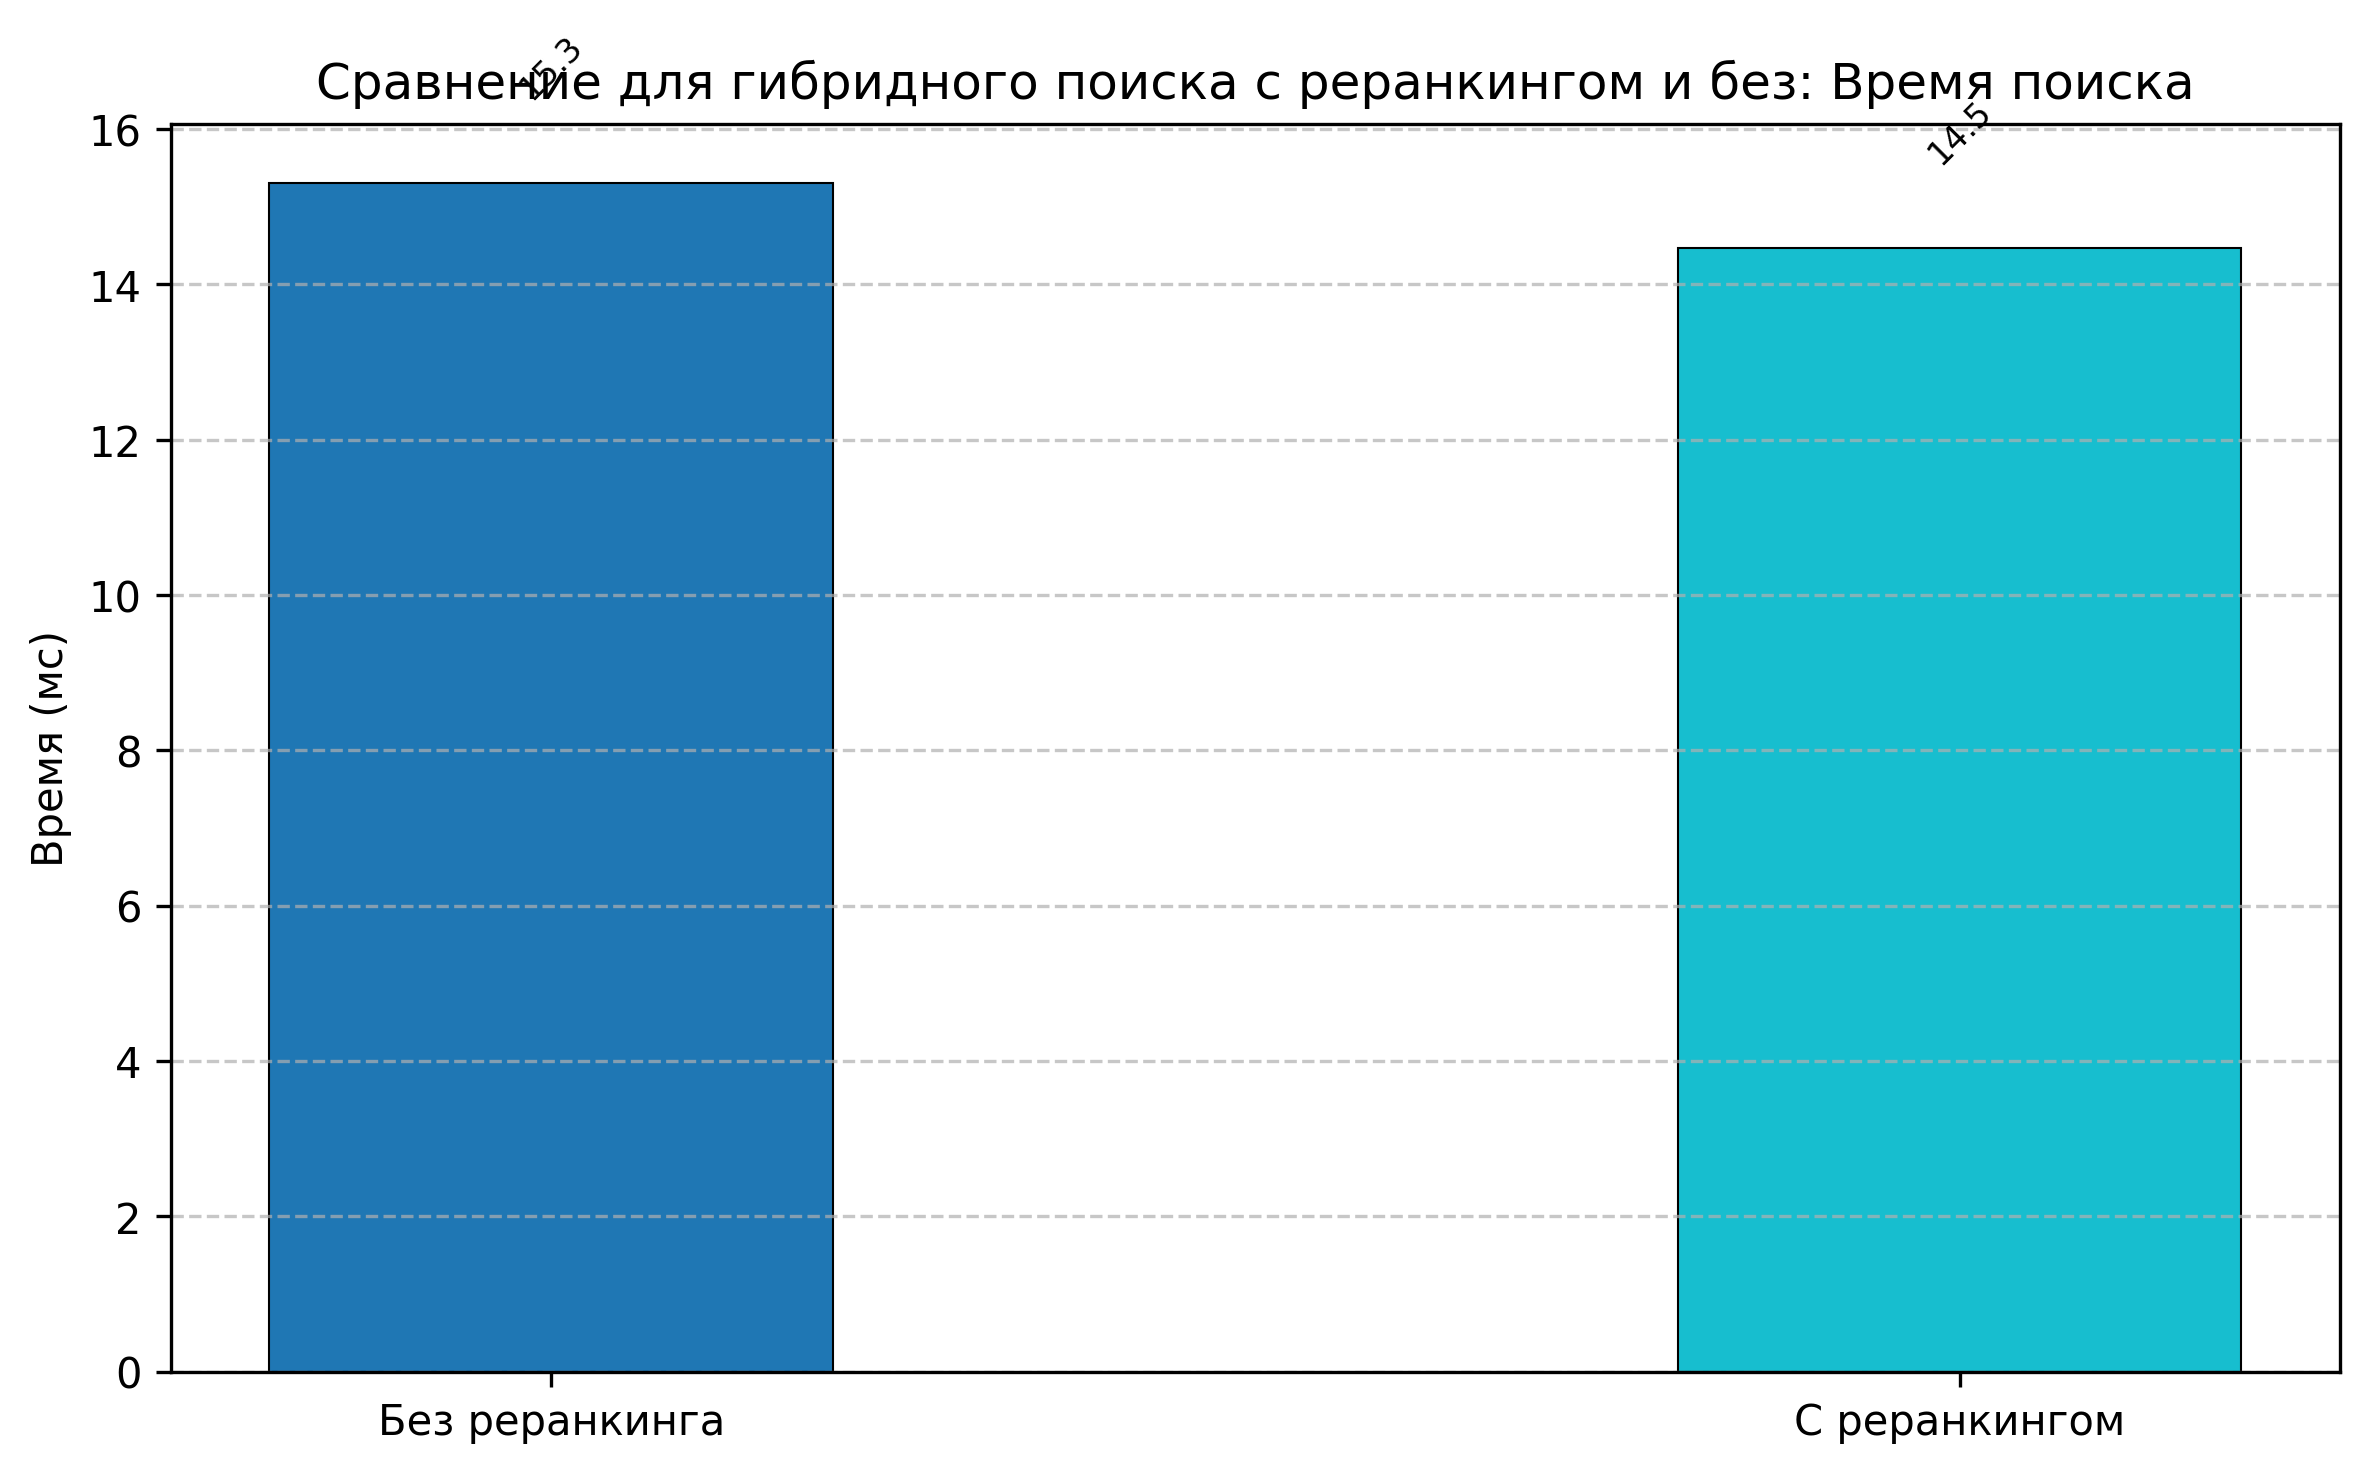 15.3
Сравнение для гибридного поиска с реранкингом и без: Время поиска
14.5
16
14
12
10
8
6
4
2
0
Время (мс)
Без реранкинга
С реранкингом